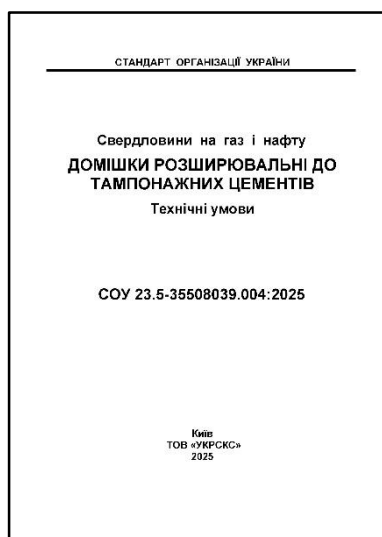 СТАНДАРТ ОРГАНІЗАЦІЇ УКРАЇНИ
Свердловини на газ і нафту
ДОМІШКИ РОЗШИРЮВАЛЬНІ ДО
ТАМПОНАЖНИХ ЦЕМЕНТІВ
Технічні умови
СОУ 23.5-35508039.004:2025
Київ
ТОВ «УКРСКС»
2025